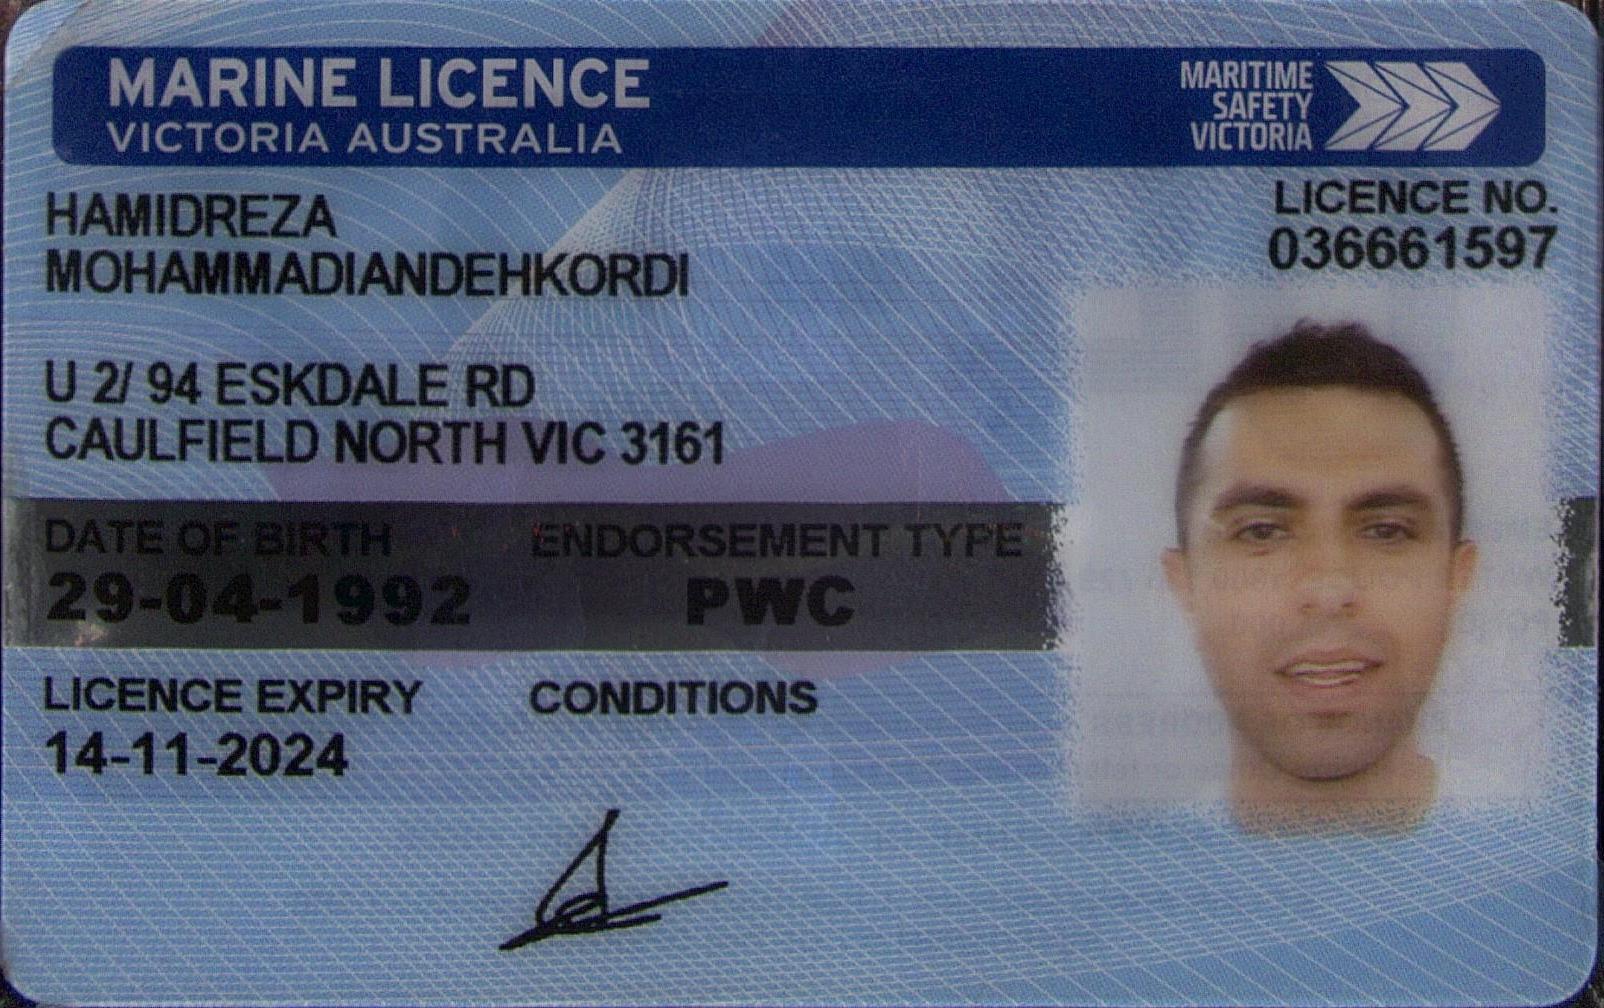 MARINE LICENCE
VICTORIA AUSTRALIA
MARITIME
SAFETY
VICTORIA
HAMIDREZA
MOHAMMADIANDEHKORDI
LICENCE NO.
036661597
U 2/ 94 ESKDALE RD
CAULFIELD NORTH VIC 3161
DATE OF BIRTH ENDORSEMENT TYPE
29-04-1992 PWC
LICENCE EXPIRY CONDITIONS
14-11-2024